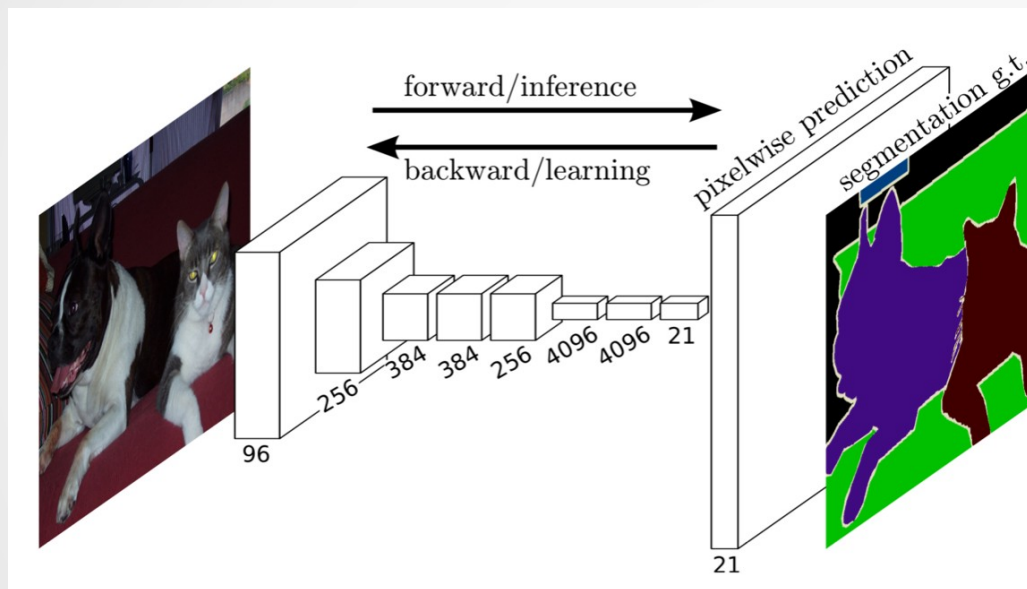 forward/inference
backward/learning
pixelwise prediction
segmentation g.t.
96
256
384
384
256
4096
4096
21
21